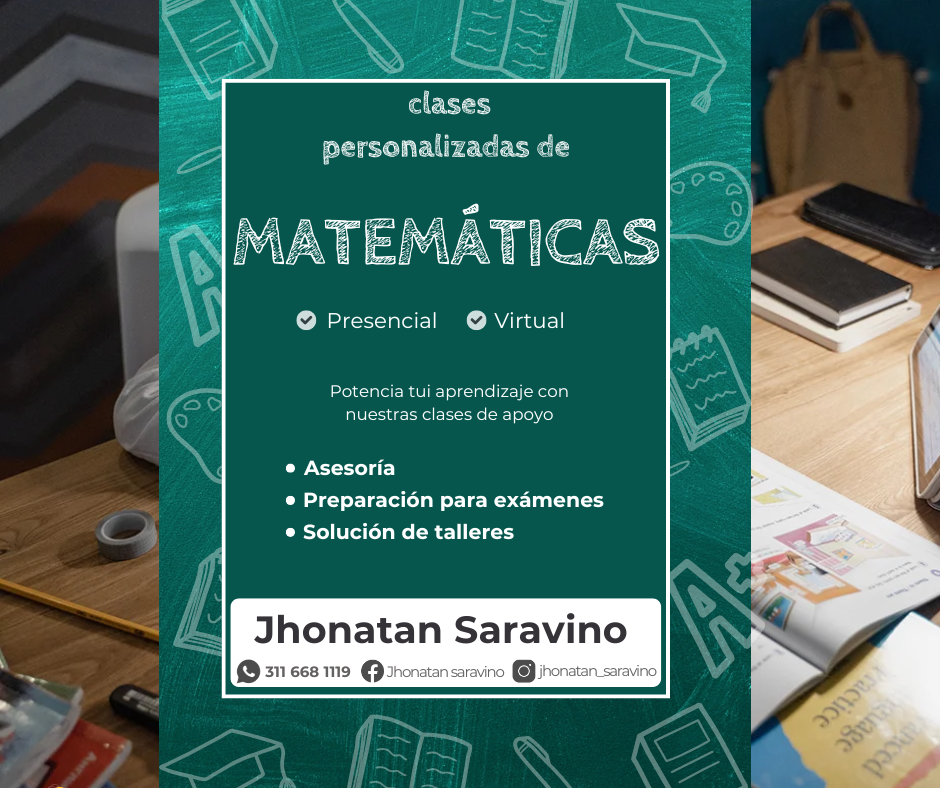 clases
personalizadas de
MATEMÁTICAS
Presencial Virtual
Potencia tui aprendizaje con
nuestras clases de apoyo
Asesoría
Preparación para exámenes
Solución de talleres
Jhonatan Saravino
311 668 1119 Jhonatan saravino jhonatan_saravino
A
A+